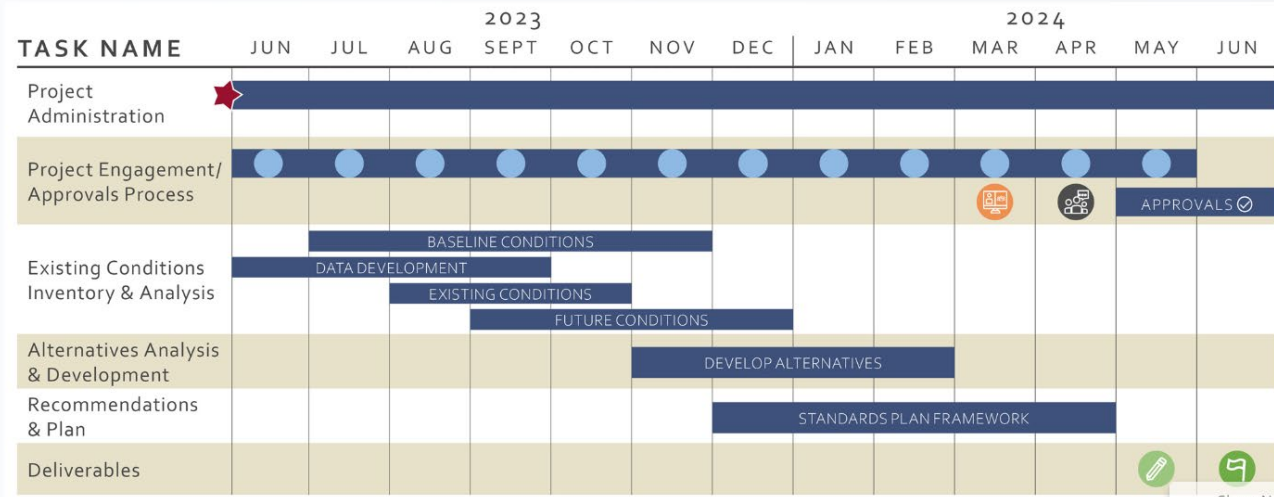 2023 2024
TASK NAME JUN JUL AUG SEPT OCT NOV DEC JAN FEB MAR APR MAY JUN
Project
Administration
Project Engagement/
Approvals Process
APPROVALS
Existing Conditions
Inventory & Analysis
BASELINE CONDITIONS
DATA DEVELOPMENT
EXISTING CONDITIONS
FUTURE CONDITIONS
Alternatives Analysis
& Development
DEVELOP ALTERNATIVES
Recommendations
& Plan
STANDARDS PLAN FRAMEWORK
Deliverables